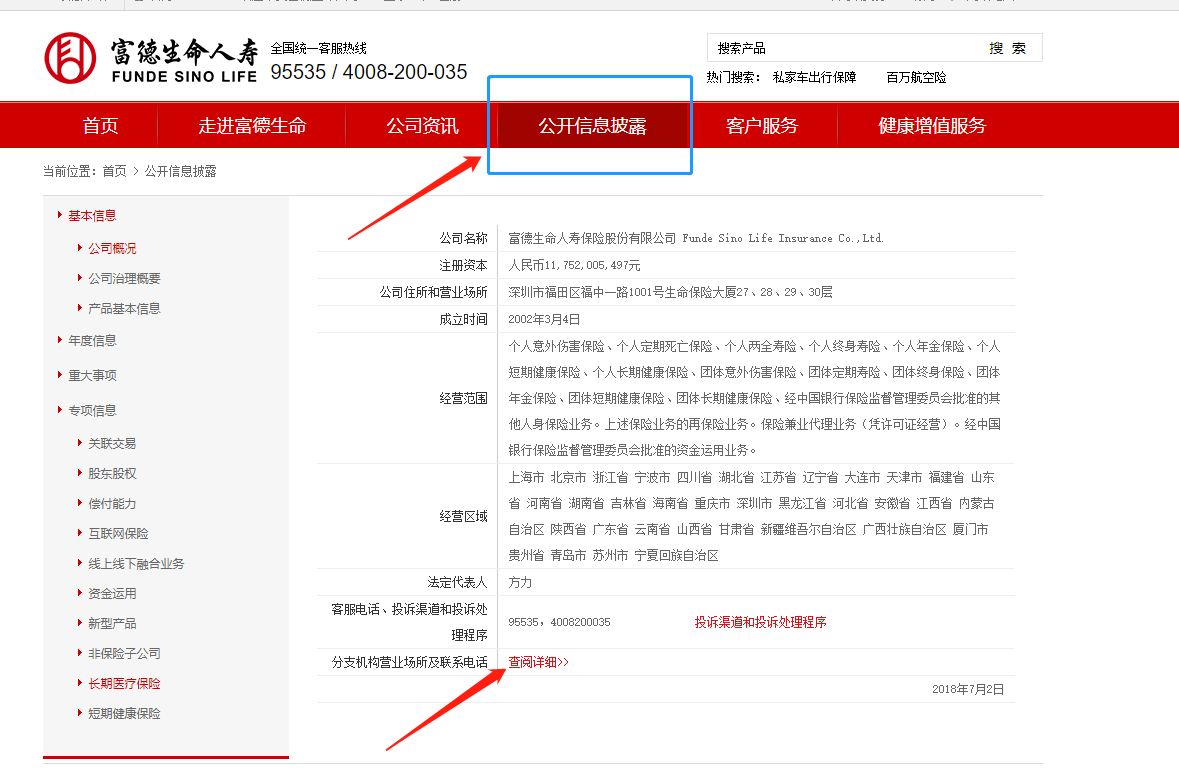 富德生命人寿
FUNDE SINO LIFE
全国统一客服热线
95535 / 4008-200-035
搜索产品
搜 索
热门搜索： 私家车出行保障 百万航空险
首页 走进富德生命 公司资讯 公开信息披露 客户服务 健康增值服务
当前位置：首页 > 公开信息披露
基本信息
公司概况
公司治理概要
产品基本信息
年度信息
重大事项
专项信息
关联交易
股东股权
偿付能力
互联网保险
线上线下融合业务
资金运用
新型产品
非保险子公司
长期医疗保险
短期健康保险
公司名称 富德生命人寿保险股份有限公司 Funde Sino Life Insurance Co.,Ltd.
注册资本 人民币11,752,005,497元
公司住所和营业场所 深圳市福田区福中一路1001号生命保险大厦27、28、29、30层
成立时间 2002年3月4日
经营范围
个人意外伤害保险、个人定期死亡保险、个人两全寿险、个人终身寿险、个人年金保险、个人
短期健康保险、个人长期健康保险、团体意外伤害保险、团体定期寿险、团体终身保险、团体
年金保险、团体短期健康保险、团体长期健康保险、经中国银行保险监督管理委员会批准的其
他人身保险业务。上述保险业务的再保险业务。保险兼业代理业务（凭许可证经营）。经中国
银行保险监督管理委员会批准的资金运用业务。
经营区域
上海市 北京市 浙江省 宁波市 四川省 湖北省 江苏省 辽宁省 大连市 天津市 福建省 山东
省 河南省 湖南省 吉林省 海南省 重庆市 深圳市 黑龙江省 河北省 安徽省 江西省 内蒙古
自治区 陕西省 广东省 云南省 山西省 甘肃省 新疆维吾尔自治区 广西壮族自治区 厦门市
贵州省 青岛市 苏州市 宁夏回族自治区
法定代表人 方力
客服电话、投诉渠道和投诉处
理程序
95535，4008200035 投诉渠道和投诉处理程序
分支机构营业场所及联系电话 查阅详细>>
2018年7月2日